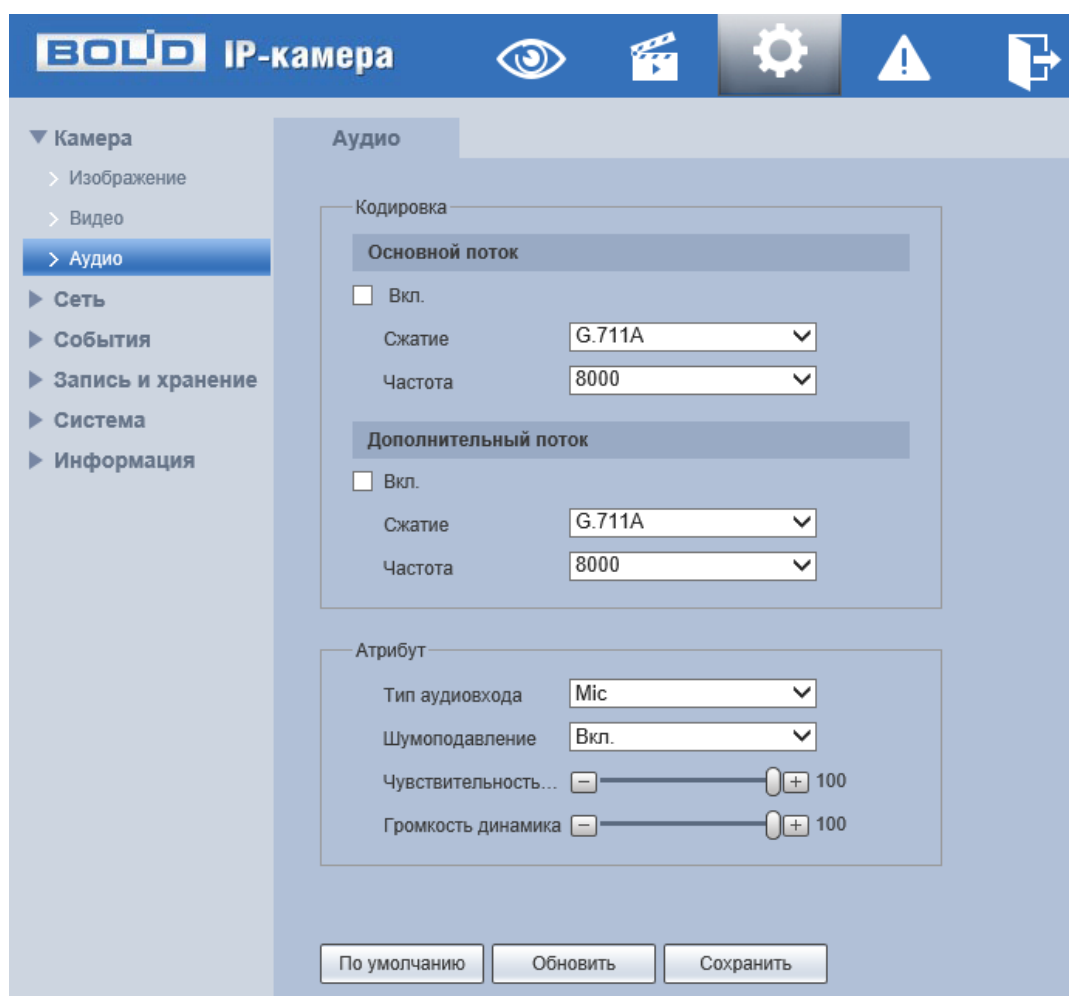 BOLID IP-камера
Камера
Изображение
Видео
Аудио
Сеть
События
Запись и хранение
Система
Информация
Аудио
Кодировка
Основной поток
Вкл.
Сжатие G.711A
Частота 8000
Дополнительный поток
Вкл.
Сжатие G.711A
Частота 8000
Атрибут
Тип аудиовхода Mic
Шумоподавление Вкл.
Чувствительность... 100
Громкость динамика 100
По умолчанию Обновить Сохранить